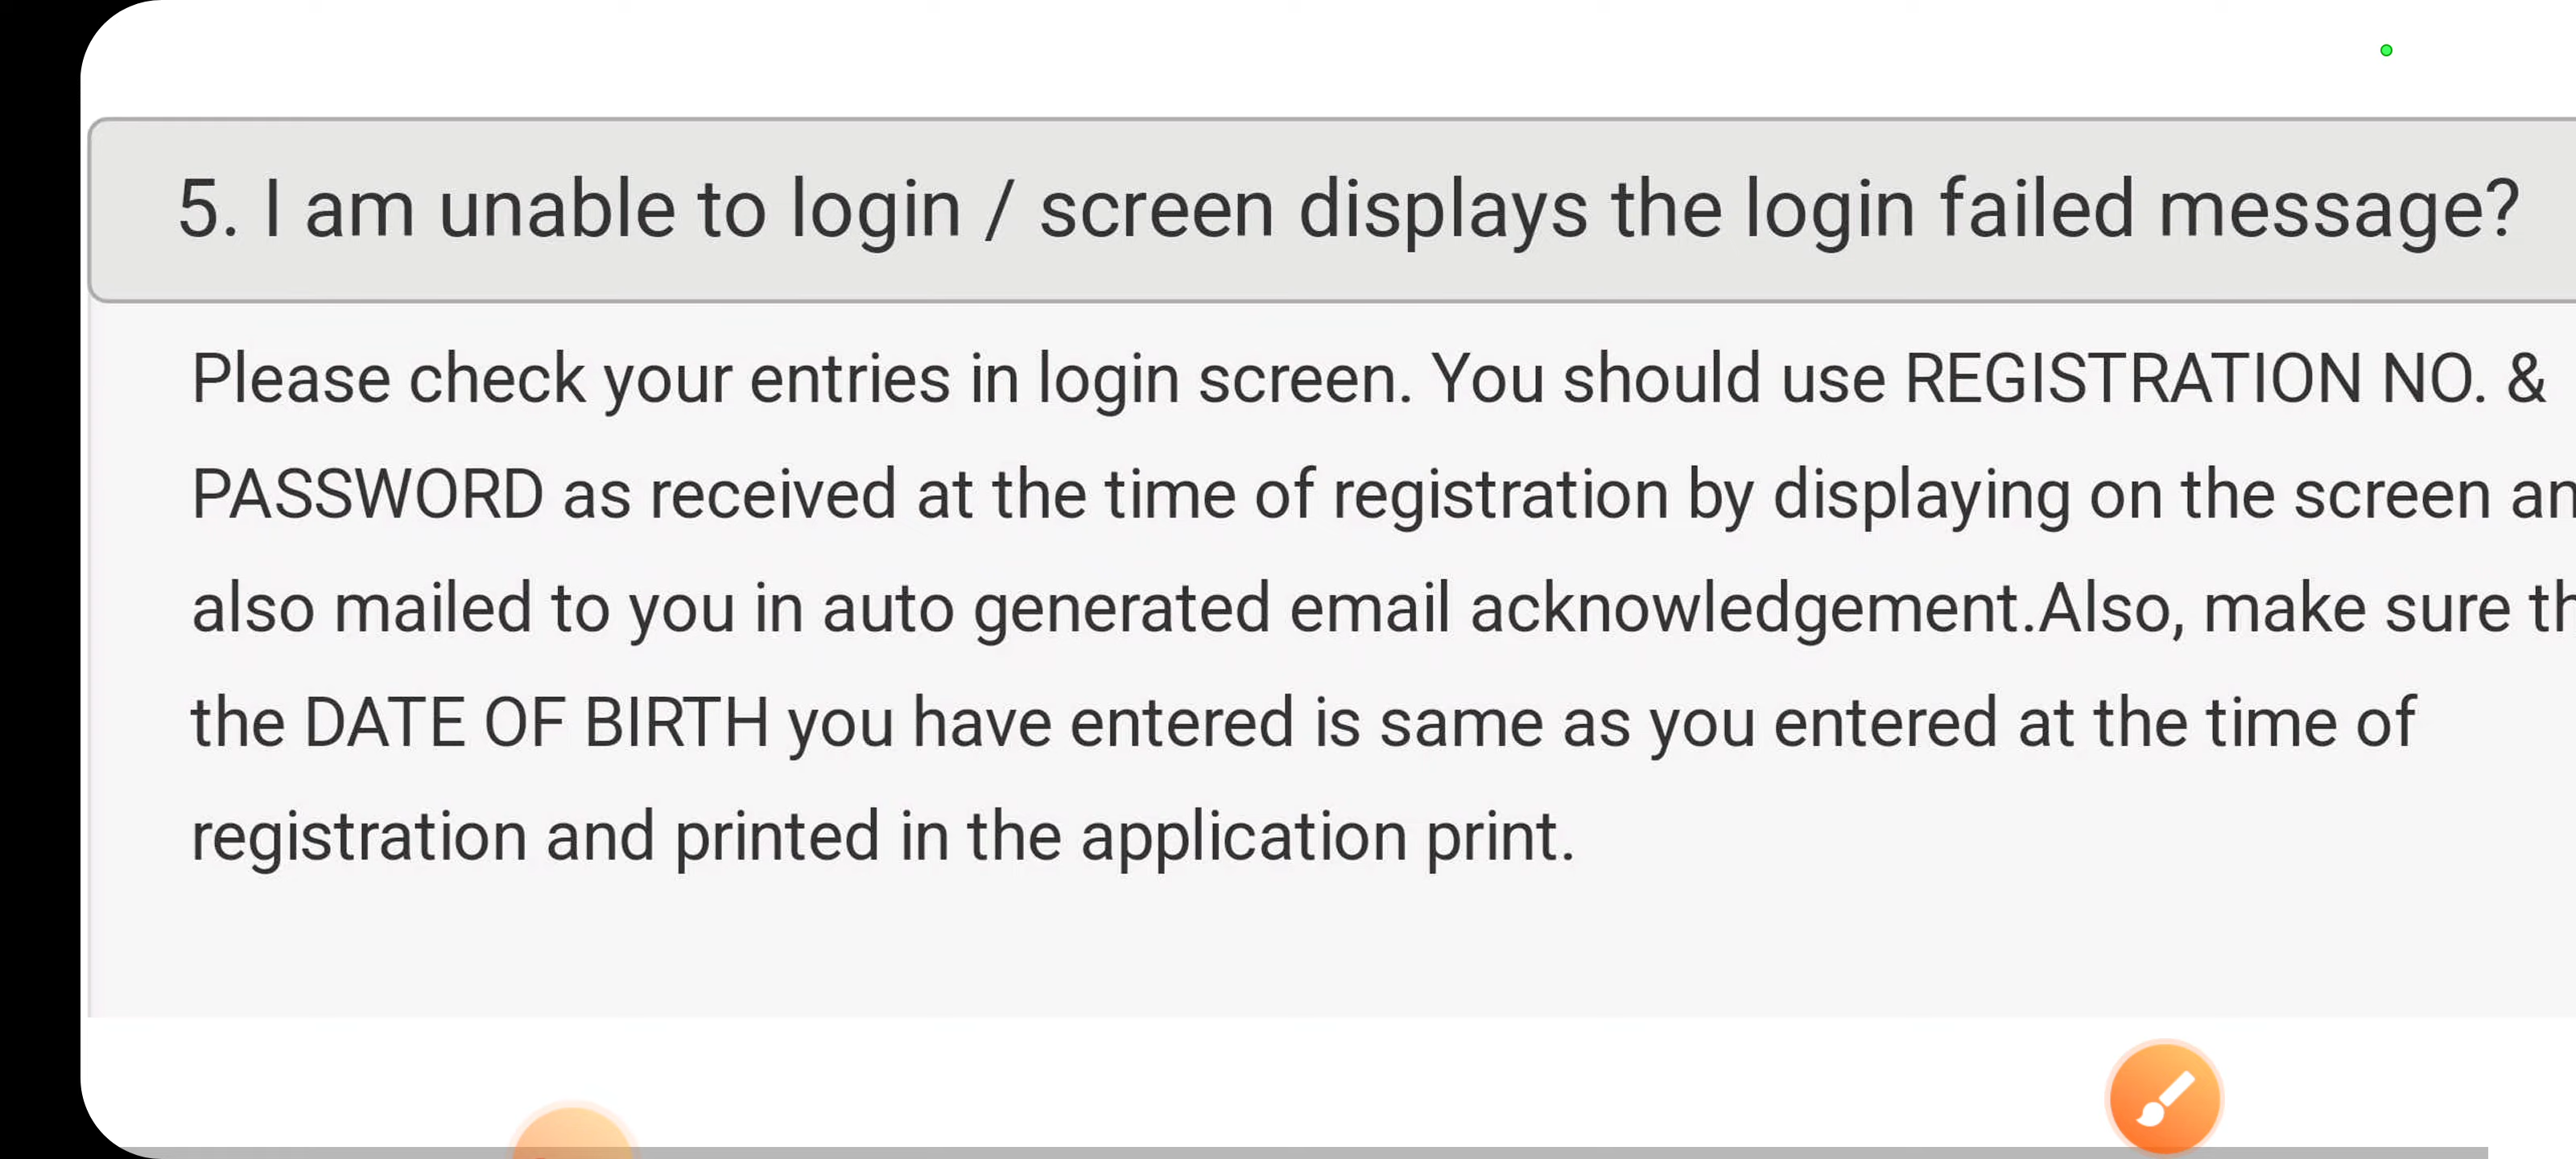 5. I am unable to login / screen displays the login failed message?
Please check your entries in login screen. You should use REGISTRATION NO. &
PASSWORD as received at the time of registration by displaying on the screen
also mailed to you in auto generated email acknowledgement.Also, make sure
the DATE OF BIRTH you have entered is same as you entered at the time of
registration and printed in the application print.